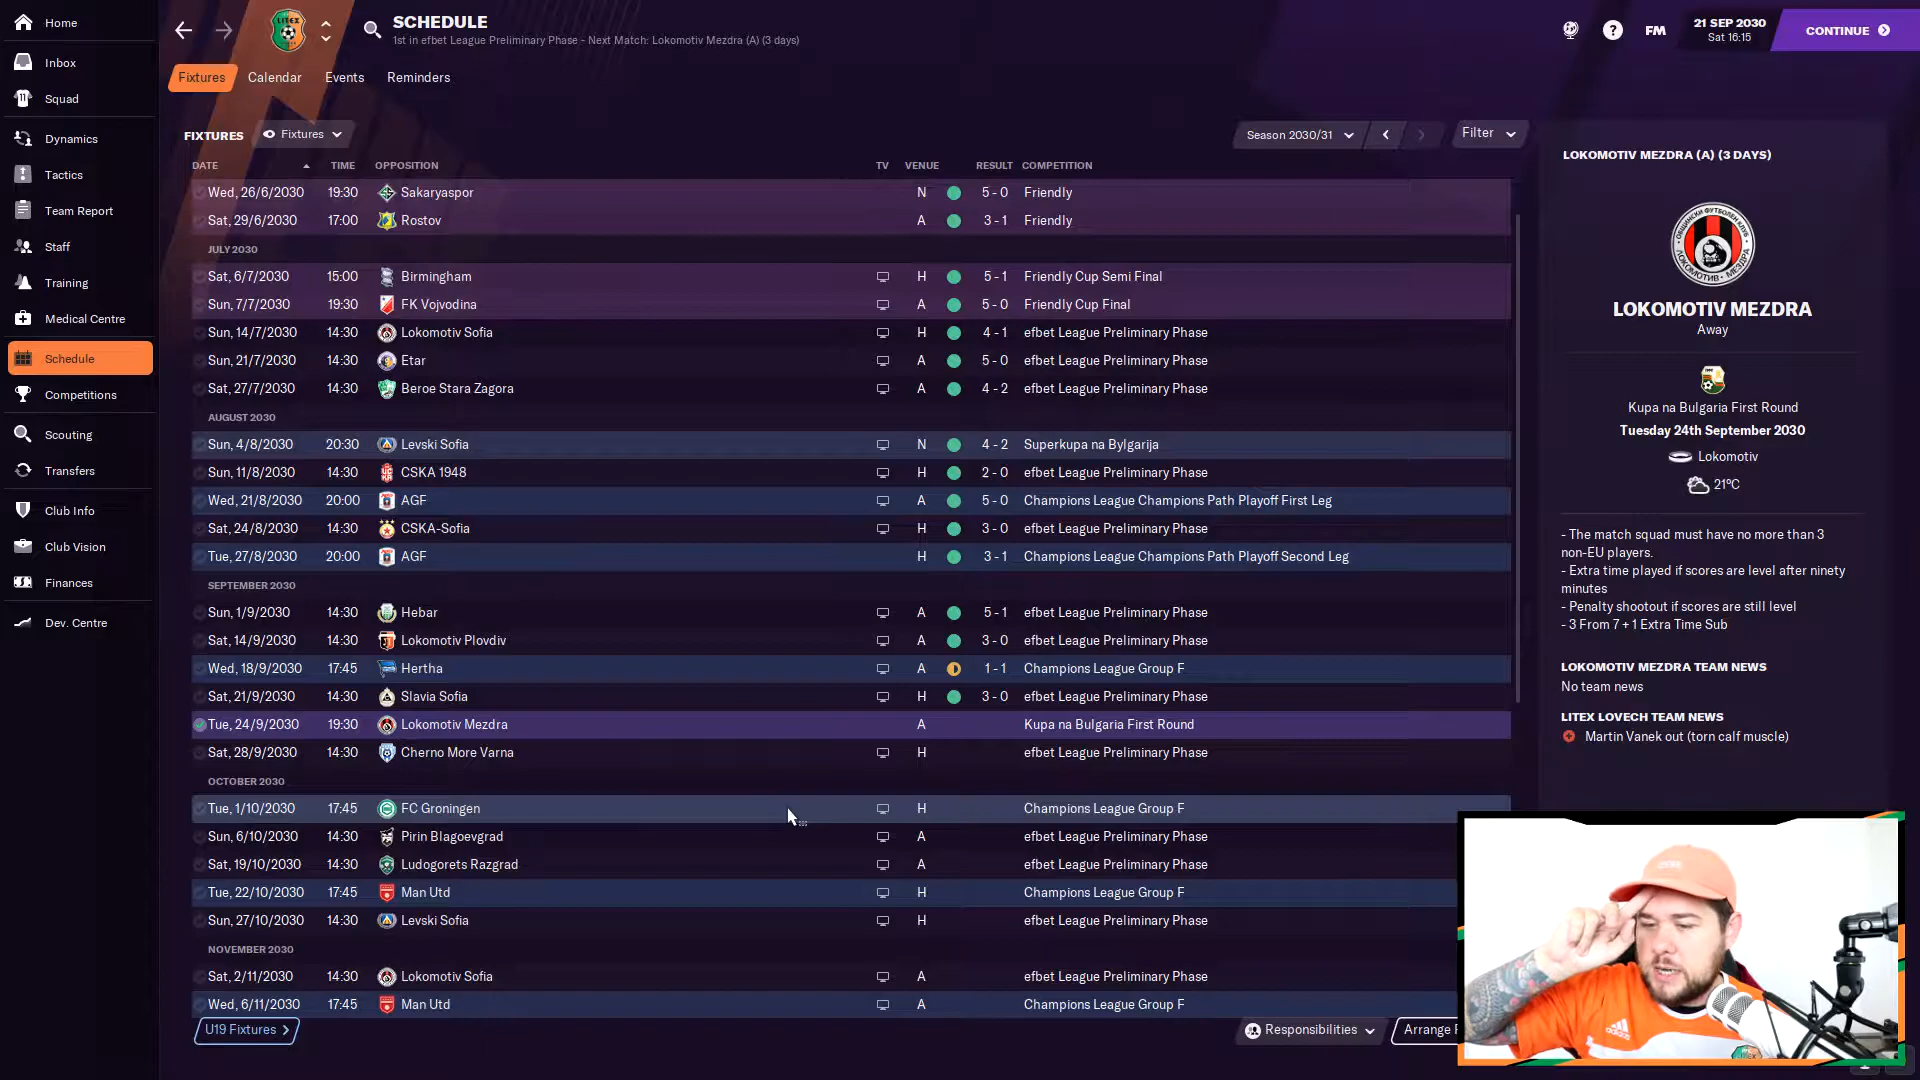 Home
Inbox
Squad
Dynamics
Tactics
Team Report
Staff
Training
Medical Centre
Schedule
Competitions
Scouting
Transfers
Club Info
Club Vision
Finances
Dev. Centre
LITEX
SCHEDULE
1st in efbet League Preliminary Phase - Next Match: Lokomotiv Mezdra (A) (3 days)
FM
21 SEP 2030
Sat 16:15
CONTINUE
Fixtures Calendar Events Reminders
FIXTURES Fixtures Season 2030/31 Filter
DATE TIME OPPOSITION TV VENUE RESULT COMPETITION
Wed, 26/6/2030 19:30 Sakaryaspor N 5 - 0 Friendly
Sat, 29/6/2030 17:00 Rostov A 3 - 1 Friendly
JULY 2030
Sat, 6/7/2030 15:00 Birmingham H 5 - 1 Friendly Cup Semi Final
Sun, 7/7/2030 19:30 FK Vojvodina A 5 - 0 Friendly Cup Final
Sun, 14/7/2030 14:30 Lokomotiv Sofia H 4 - 1 efbet League Preliminary Phase
Sun, 21/7/2030 14:30 Etar A 5 - 0 efbet League Preliminary Phase
Sat, 27/7/2030 14:30 Beroe Stara Zagora A 4 - 2 efbet League Preliminary Phase
AUGUST 2030
Sun, 4/8/2030 20:30 Levski Sofia N 4 - 2 Superkupa na Bylgarija
Sun, 11/8/2030 14:30 CSKA 1948 H 2 - 0 efbet League Preliminary Phase
Wed, 21/8/2030 20:00 AGF A 5 - 0 Champions League Champions Path Playoff First Leg
Sat, 24/8/2030 14:30 CSKA-Sofia H 3 - 0 efbet League Preliminary Phase
Tue, 27/8/2030 20:00 AGF H 3 - 1 Champions League Champions Path Playoff Second Leg
SEPTEMBER 2030
Sun, 1/9/2030 14:30 Hebar A 5 - 1 efbet League Preliminary Phase
Sat, 14/9/2030 14:30 Lokomotiv Plovdiv A 3 - 0 efbet League Preliminary Phase
Wed, 18/9/2030 17:45 Hertha A 1 - 1 Champions League Group F
Sat, 21/9/2030 14:30 Slavia Sofia H 3 - 0 efbet League Preliminary Phase
Tue, 24/9/2030 19:30 Lokomotiv Mezdra A Kupa na Bulgaria First Round
Sat, 28/9/2030 14:30 Cherno More Varna H efbet League Preliminary Phase
OCTOBER 2030
Tue, 1/10/2030 17:45 FC Groningen H Champions League Group F
Sun, 6/10/2030 14:30 Pirin Blagoevgrad A efbet League Preliminary Phase
Sat, 19/10/2030 14:30 Ludogorets Razgrad A efbet League Preliminary Phase
Tue, 22/10/2030 17:45 Man Utd H Champions League Group F
Sun, 27/10/2030 14:30 Levski Sofia H efbet League Preliminary Phase
NOVEMBER 2030
Sat, 2/11/2030 14:30 Lokomotiv Sofia A efbet League Preliminary Phase
Wed, 6/11/2030 17:45 Man Utd A Champions League Group F
U19 Fixtures Responsibilities Arrange
LOKOMOTIV MEZDRA (A) (3 DAYS)
LOKOMOTIV MEZDRA
Away
Kupa na Bulgaria First Round
Tuesday 24th September 2030
Lokomotiv
21°C
- The match squad must have no more than 3
non-EU players.
- Extra time played if scores are level after ninety
minutes
- Penalty shootout if scores are still level
- 3 From 7 + 1 Extra Time Sub
LOKOMOTIV MEZDRA TEAM NEWS
No team news
LITEX LOVECH TEAM NEWS
Martin Vanek out (torn calf muscle)